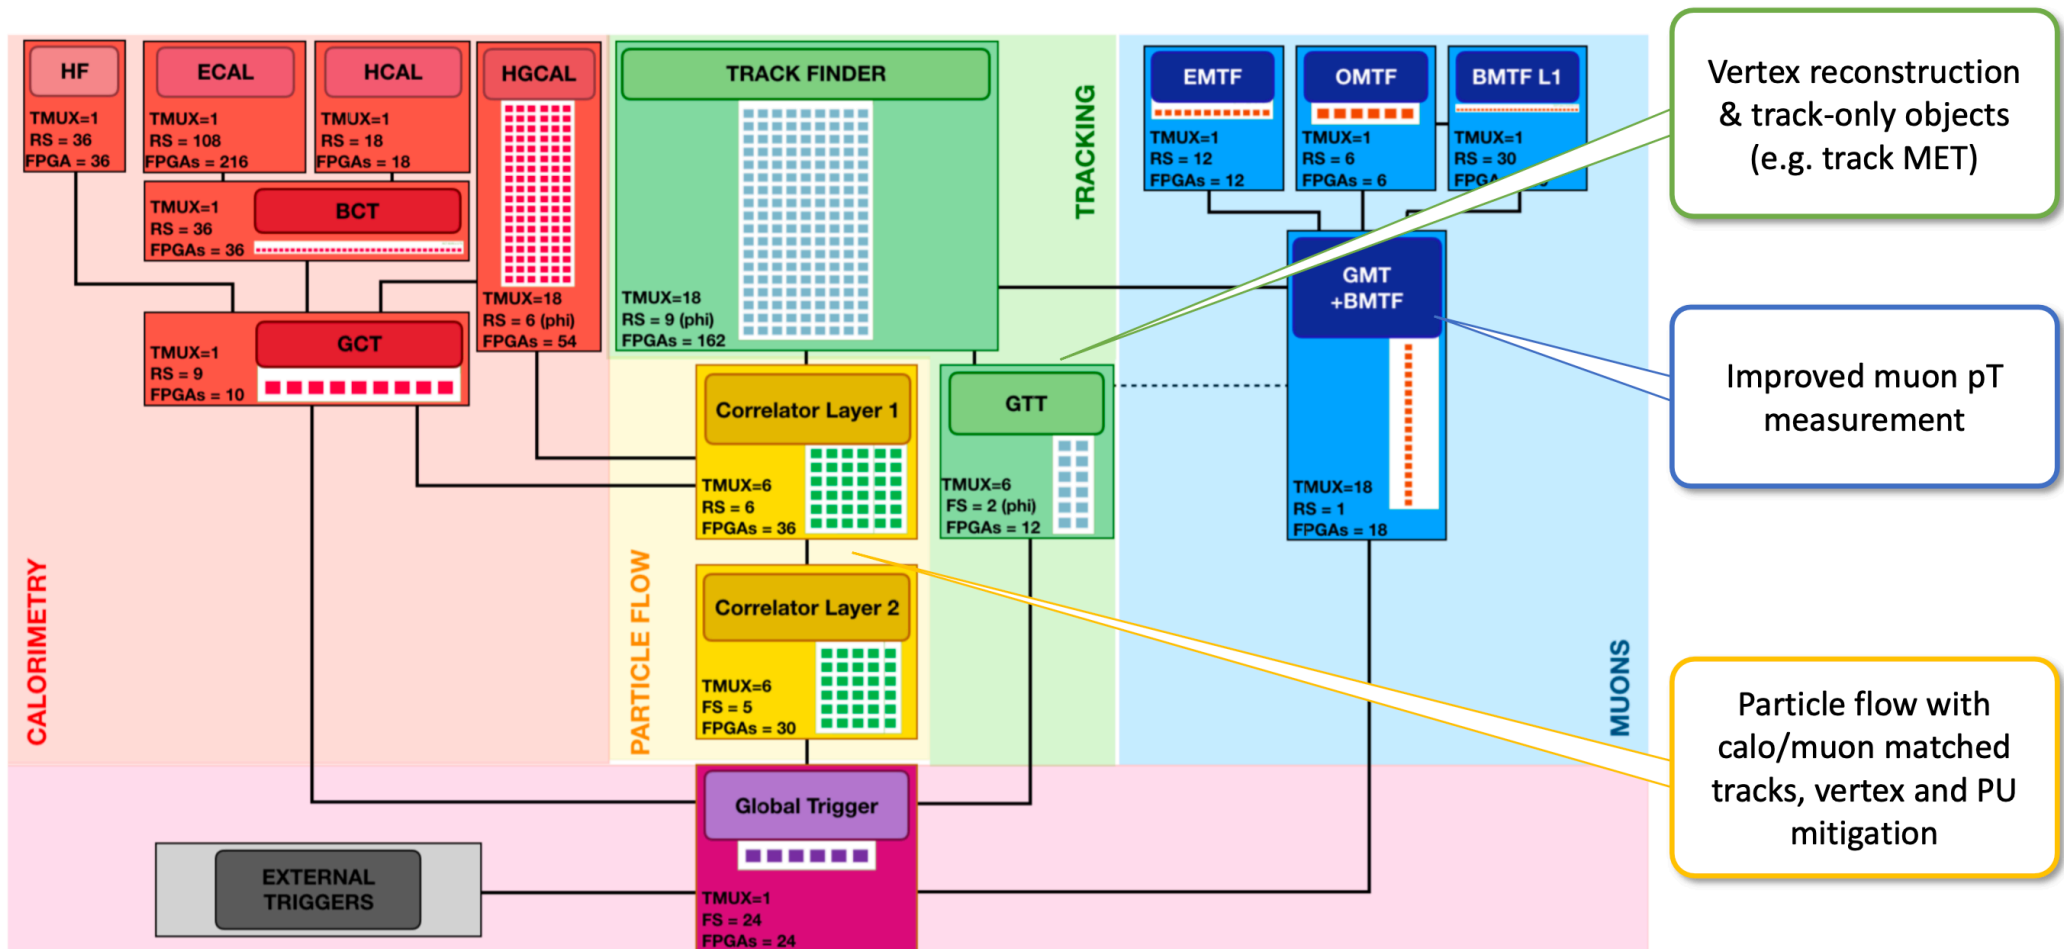 HF
TMUX=1
RS = 36
FPGA = 36
ECAL
TMUX=1
RS = 108
FPGAs = 216
HCAL
TMUX=1
RS = 18
FPGAs = 18
HGCAL
TMUX=18
RS = 6 (phi)
FPGAs = 54
BCT
TMUX=1
RS = 36
FPGAs = 36
GCT
TMUX=1
RS = 9
FPGAs = 10
CALORIMETRY
TRACK FINDER
TMUX=18
RS = 9 (phi)
FPGAs = 162
TRACKING
Correlator Layer 1
TMUX=6
RS = 6
FPGAs = 36
GTT
TMUX=6
FS = 2 (phi)
FPGAs = 12
PARTICLE FLOW
Correlator Layer 2
TMUX=6
FS = 5
FPGAs = 30
EMTF
TMUX=1
RS = 12
FPGAs = 12
OMTF
TMUX=1
RS = 6
FPGAs = 6
BMTF L1
TMUX=1
RS = 30
GMT
+BMTF
TMUX=18
RS = 1
FPGAs = 18
MUONS
Global Trigger
TMUX=1
FS = 24
FPGAs = 24
EXTERNAL
TRIGGERS
Vertex reconstruction
& track-only objects
(e.g. track MET)
Improved muon pT
measurement
Particle flow with
calo/muon matched
tracks, vertex and PU
mitigation